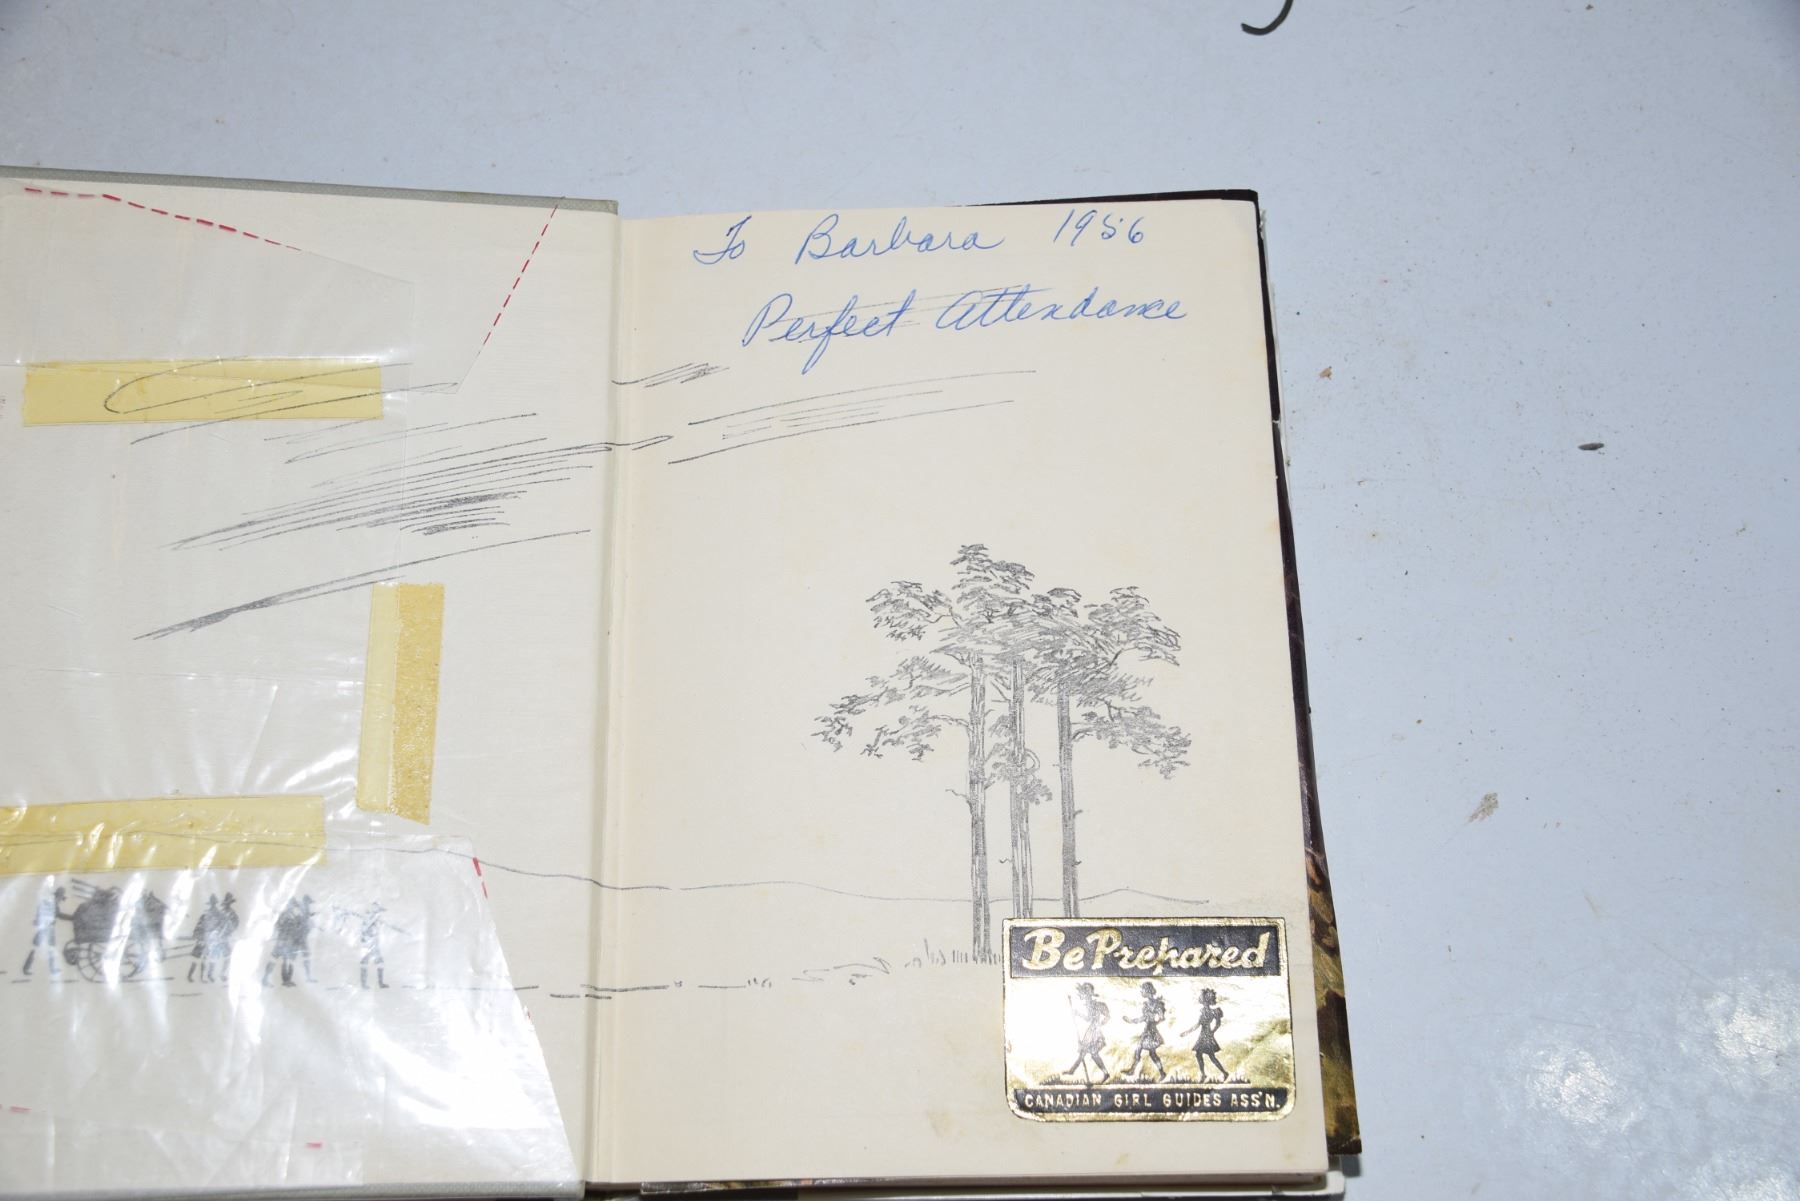 To Barbara 1956
Perfect Attendance
Be Prepared
CANADIAN GIRL GUIDES ASS'N.